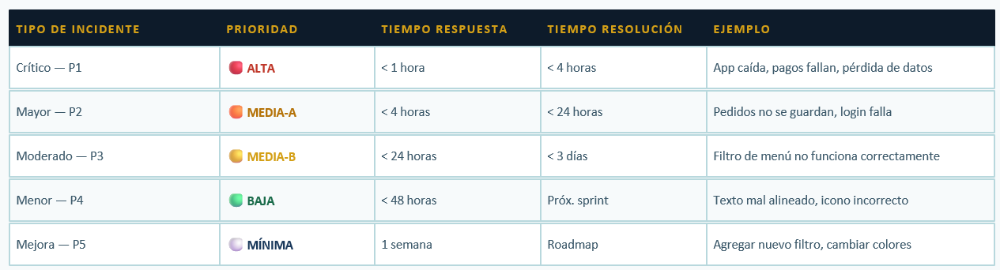 TIPO DE INCIDENTE PRIORIDAD TIEMPO RESPUESTA TIEMPO RESOLUCIÓN EJEMPLO
Crítico — P1 ALTA < 1 hora < 4 horas App caída, pagos fallan, pérdida de datos
Mayor — P2 MEDIA-A < 4 horas < 24 horas Pedidos no se guardan, login falla
Moderado — P3 MEDIA-B < 24 horas < 3 días Filtro de menú no funciona correctamente
Menor — P4 BAJA < 48 horas Próx. sprint Texto mal alineado, icono incorrecto
Mejora — P5 MÍNIMA 1 semana Roadmap Agregar nuevo filtro, cambiar colores